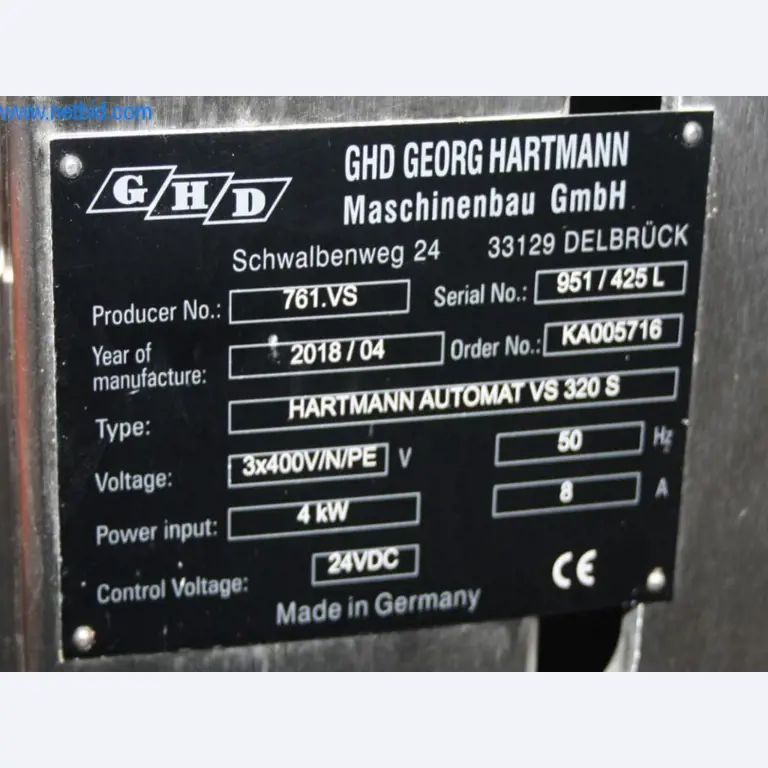 www.netbid.com
GHD
GHD GEORG HARTMANN
Maschinenbau GmbH
Schwalbenweg 24 33129 DELBRÜCK
Producer No.: 761.VS Serial No.: 951 / 425 L
Year of manufacture: 2018 / 04 Order No.: KA005716
Type: HARTMANN AUTOMAT VS 320 S
Voltage: 3x400V/N/PE V 50 Hz
Power input: 4 kW 8 A
Control Voltage: 24VDC CE
Made in Germany